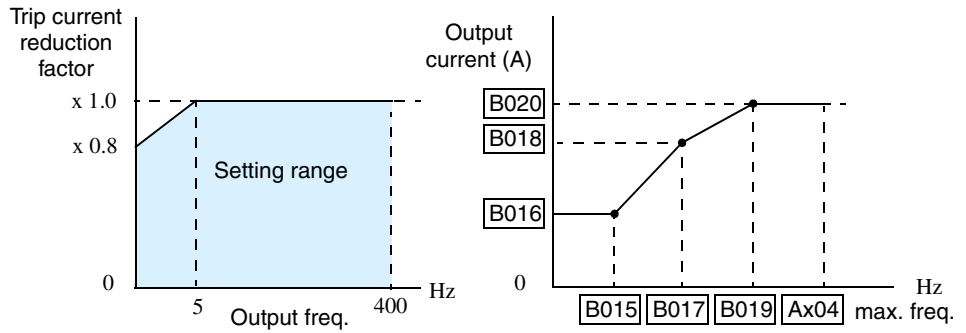 Trip current
reduction
factor
x 1.0
x 0.8
Setting range
0
5
400
Hz
Output freq.
Output
current (A)
B020
B018
B016
0
Hz
B015
B017
B019
Ax04
max. freq.